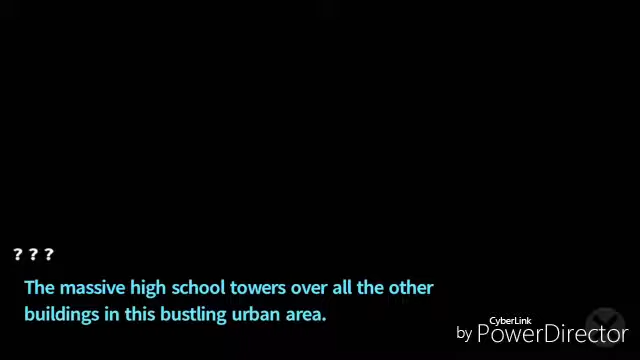 ? ? ?
The massive high school towers over all the other
buildings in this bustling urban area.
CyberLink
by PowerDirector